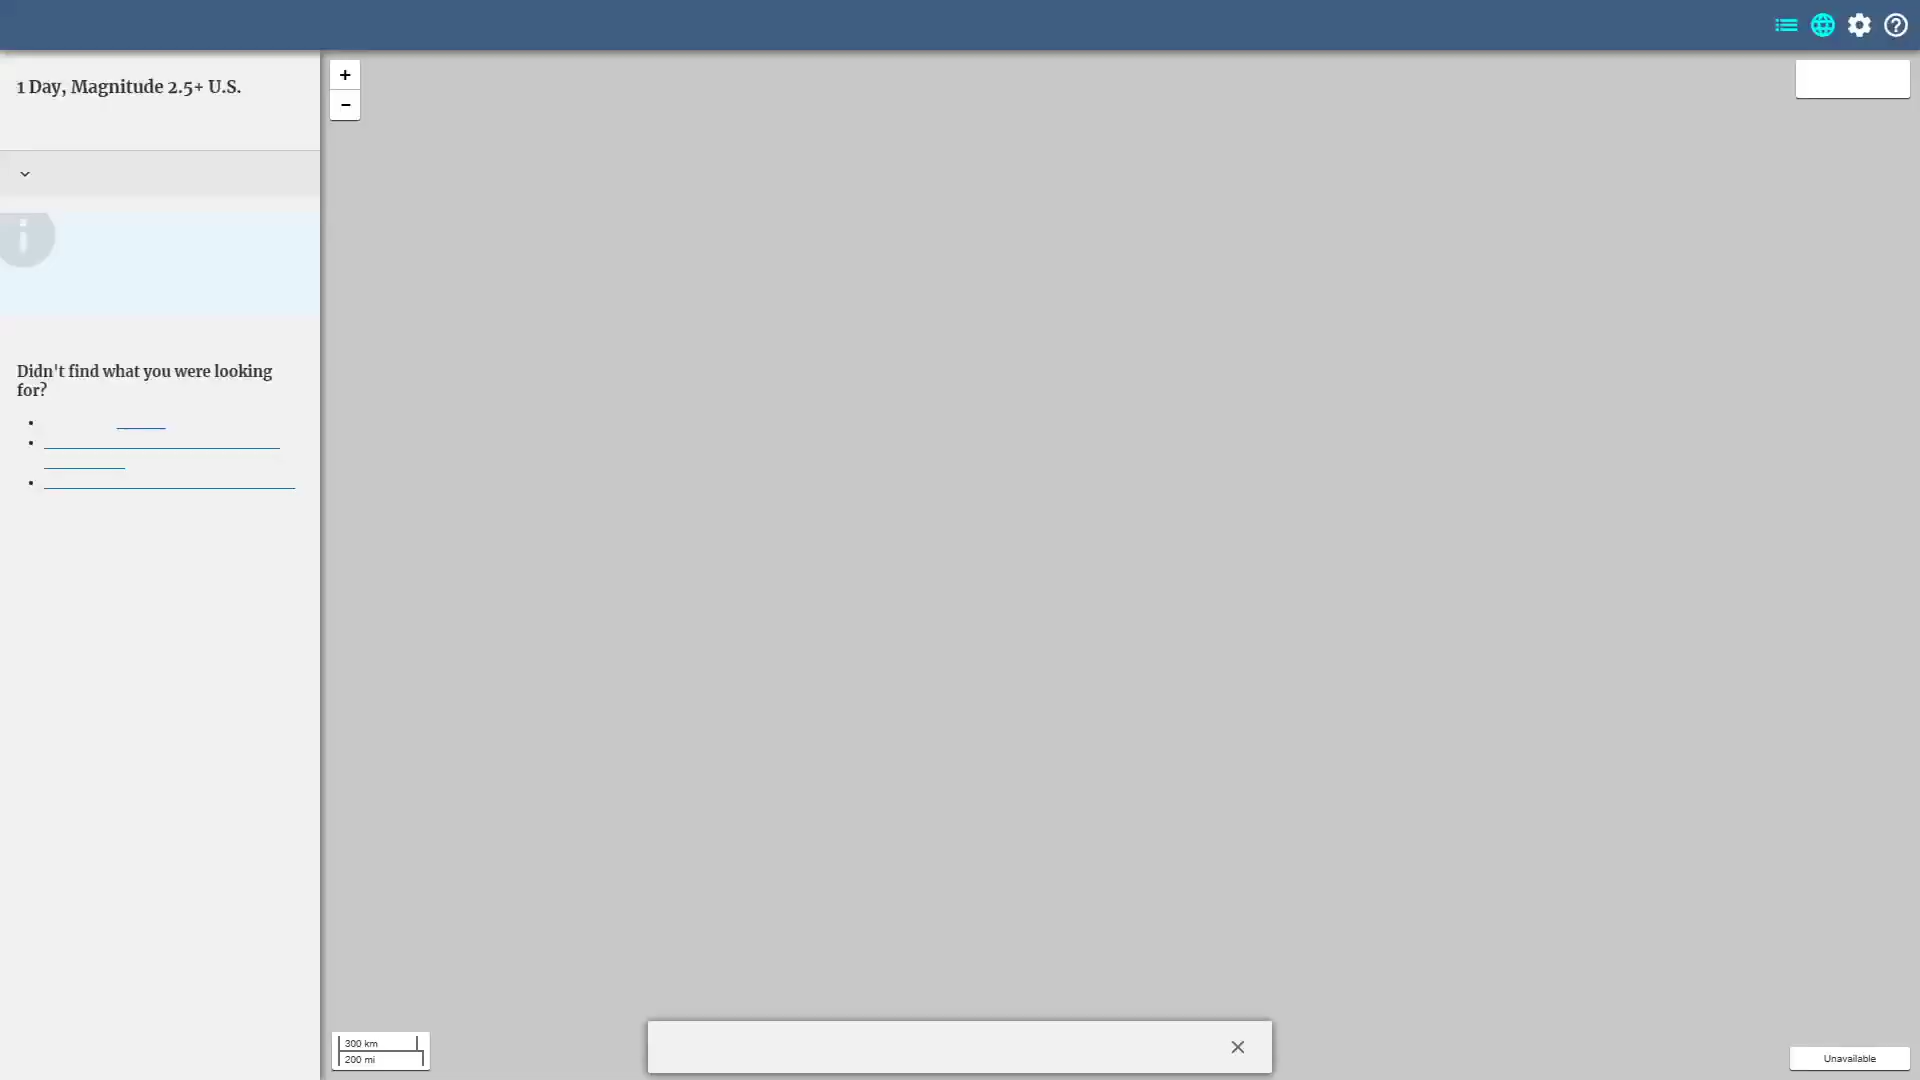 1 Day, Magnitude 2.5+ U.S.
Didn't find what you were looking
for?
+
−
300 km
200 mi
Unavailable